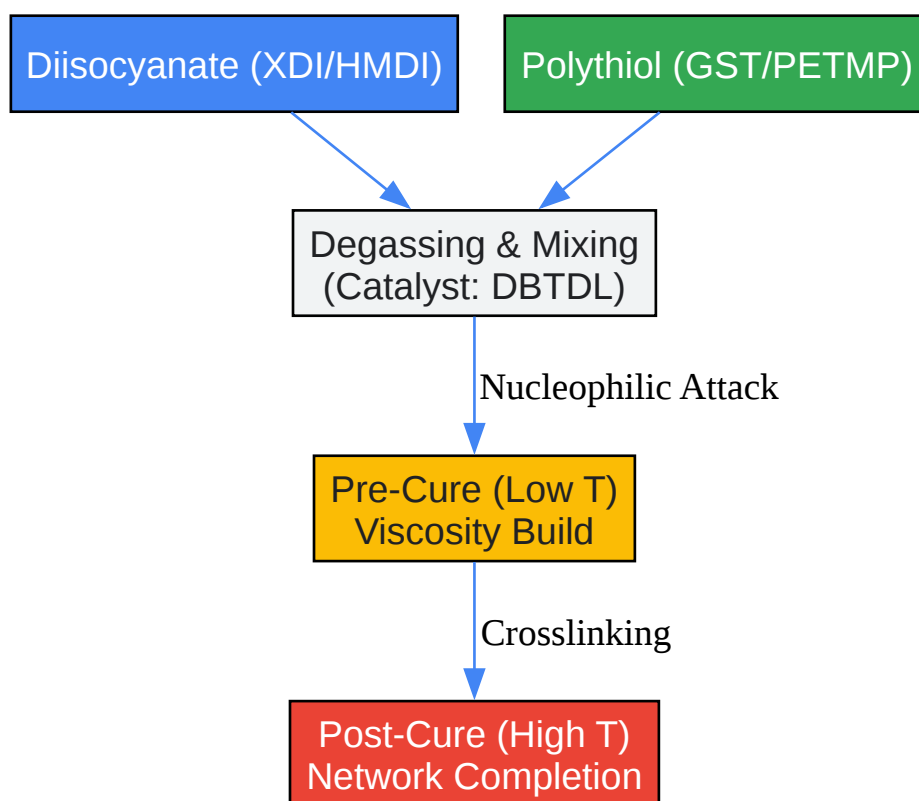 Diisocyanate (XDI/HMDI)
Polythiol (GST/PETMP)
Degassing & Mixing
(Catalyst: DBTDL)
Nucleophilic Attack
Pre-Cure (Low T)
Viscosity Build
Crosslinking
Post-Cure (High T)
Network Completion